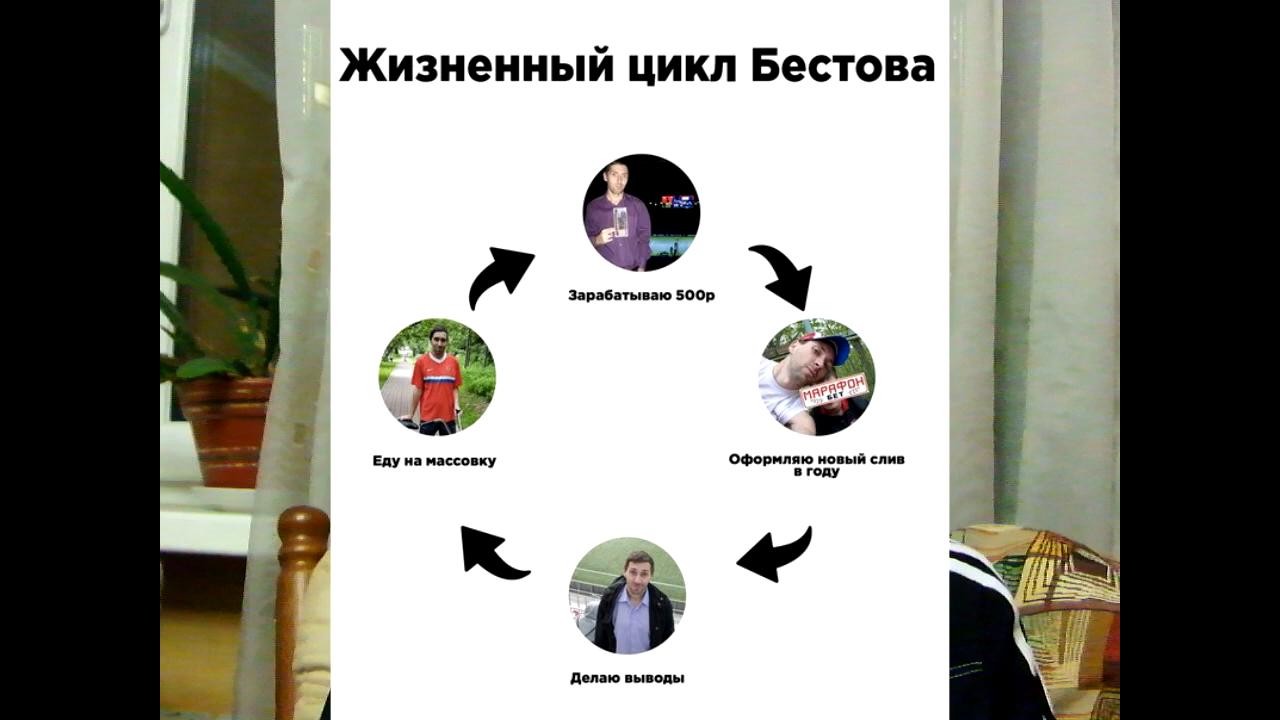 Жизненный цикл Бестова
Зарабатываю 500р
МАРАФОН
БЕТ
Еду на массовку
Оформляю новый слив
в году
Делаю выводы